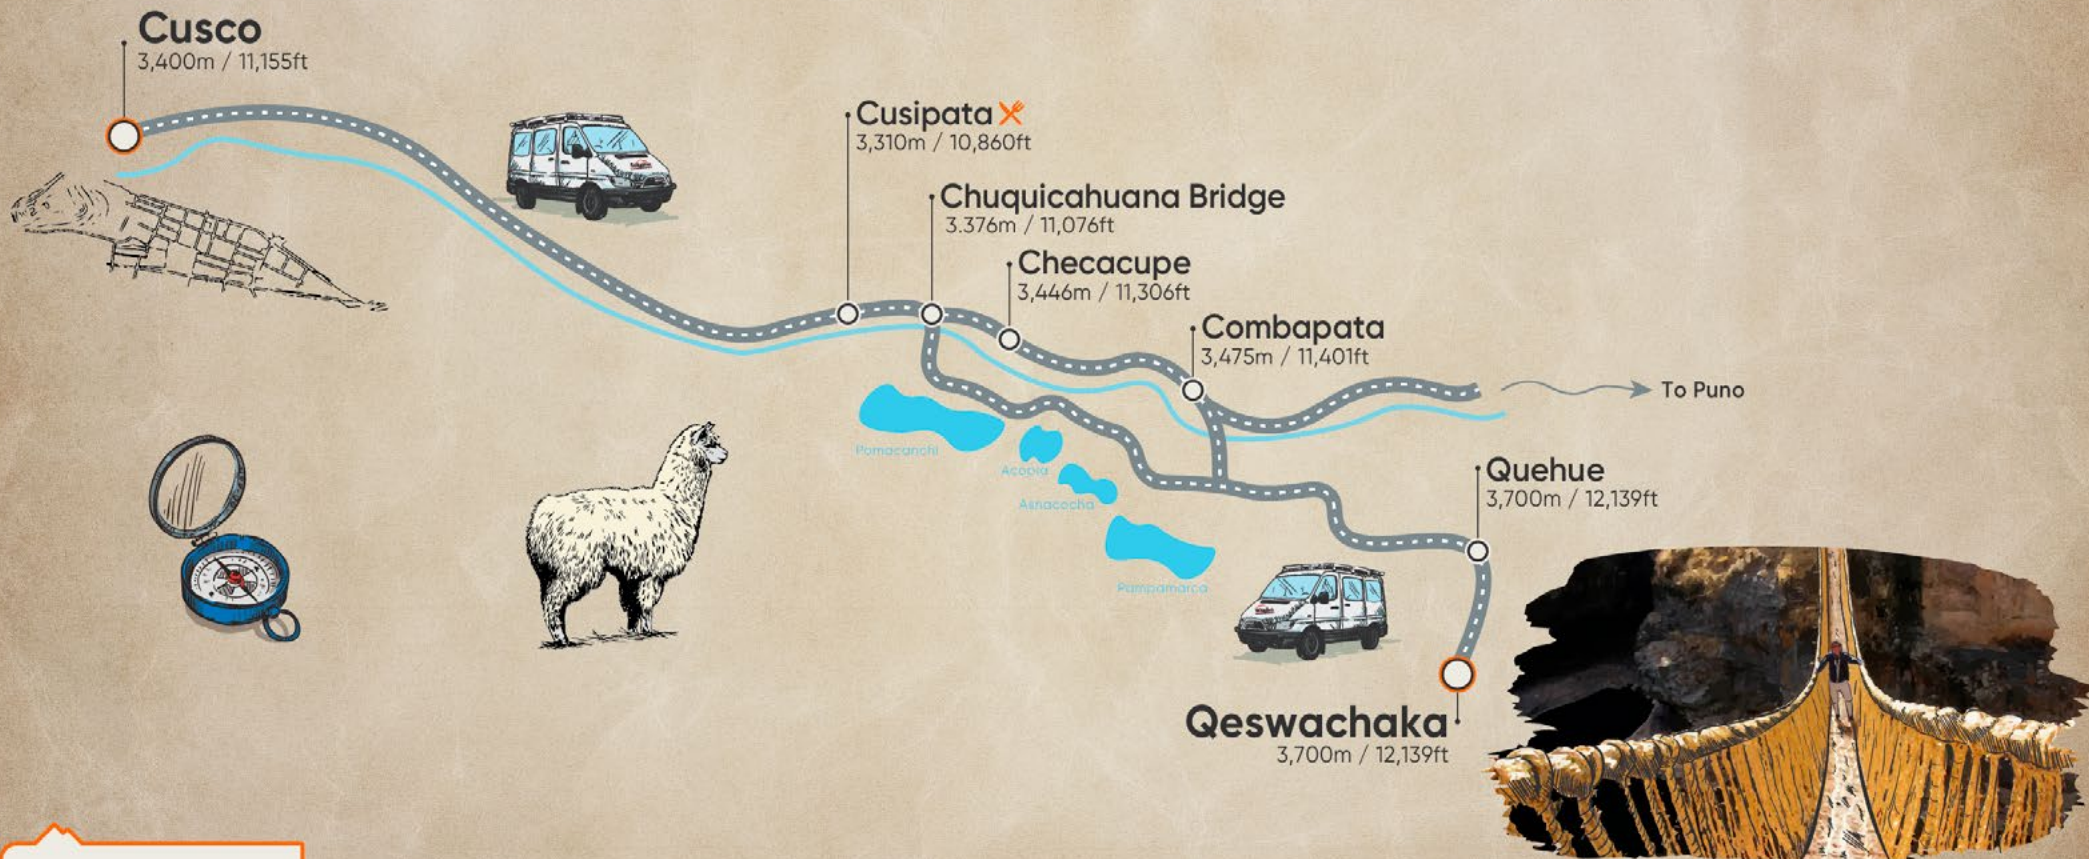 Cusco
3,400m / 11,155ft
Cusipata
3,310m / 10,860ft
Chuquicahuana Bridge
3.376m / 11,076ft
Checacupe
3,446m / 11,306ft
Combapata
3,475m / 11,401ft
To Puno
Pomacanchi
Acopia
Asnacocha
Pampamarca
Quehue
3,700m / 12,139ft
Qeswachaka
3,700m / 12,139ft